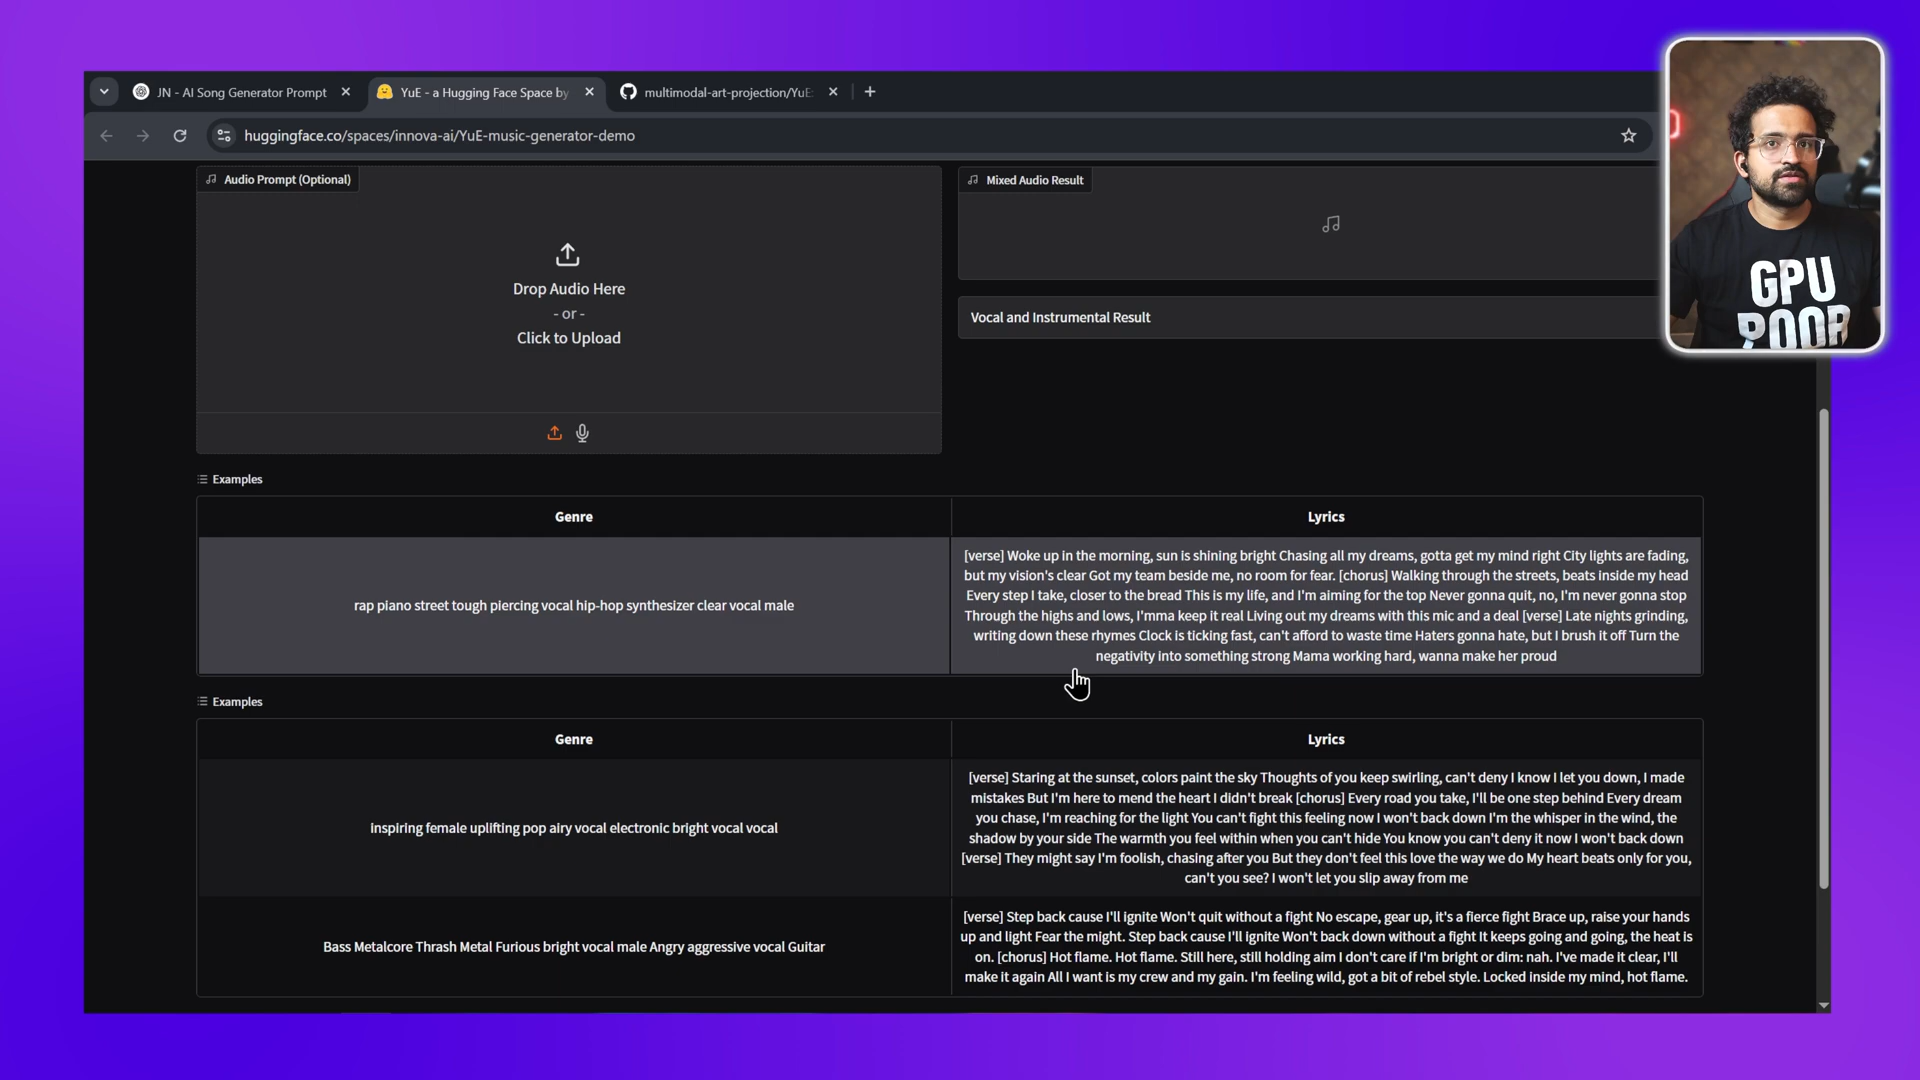 JN - AI Song Generator Prompt
YuE - a Hugging Face Space by
multimodal-art-projection/YuE
huggingface.co/spaces/innova-ai/YuE-music-generator-demo
Audio Prompt (Optional)
Drop Audio Here
- or -
Click to Upload
Mixed Audio Result
Vocal and Instrumental Result
GPU
POOR
Examples
Genre
Lyrics
rap piano street tough piercing vocal hip-hop synthesizer clear vocal male
[verse] Woke up in the morning, sun is shining bright Chasing all my dreams, gotta get my mind right City lights are fading,
but my vision's clear Got my team beside me, no room for fear. [chorus] Walking through the streets, beats inside my head
Every step I take, closer to the bread This is my life, and I'm aiming for the top Never gonna quit, no, I'm never gonna stop
Through the highs and lows, I'mma keep it real Living out my dreams with this mic and a deal [verse] Late nights grinding,
writing down these rhymes Clock is ticking fast, can't afford to waste time Haters gonna hate, but I brush it off Turn the
negativity into something strong Mama working hard, wanna make her proud
Examples
Genre
Lyrics
inspiring female uplifting pop airy vocal electronic bright vocal vocal
[verse] Staring at the sunset, colors paint the sky Thoughts of you keep swirling, can't deny I know I let you down, I made
mistakes But I'm here to mend the heart I didn't break [chorus] Every road you take, I'll be one step behind Every dream
you chase, I'm reaching for the light You can't fight this feeling now I won't back down I'm the whisper in the wind, the
shadow by your side The warmth you feel within when you can't hide You know you can't deny it now I won't back down
[verse] They might say I'm foolish, chasing after you But they don't feel this love the way we do My heart beats only for you,
can't you see? I won't let you slip away from me
Bass Metalcore Thrash Metal Furious bright vocal male Angry aggressive vocal Guitar
[verse] Step back cause I'll ignite Won't quit without a fight No escape, gear up, it's a fierce fight Brace up, raise your hands
up and light Fear the might. Step back cause I'll ignite Won't back down without a fight It keeps going and going, the heat is
on. [chorus] Hot flame. Hot flame. Still here, still holding aim I don't care if I'm bright or dim: nah. I've made it clear, I'll
make it again All I want is my crew and my gain. I'm feeling wild, got a bit of rebel style. Locked inside my mind, hot flame.